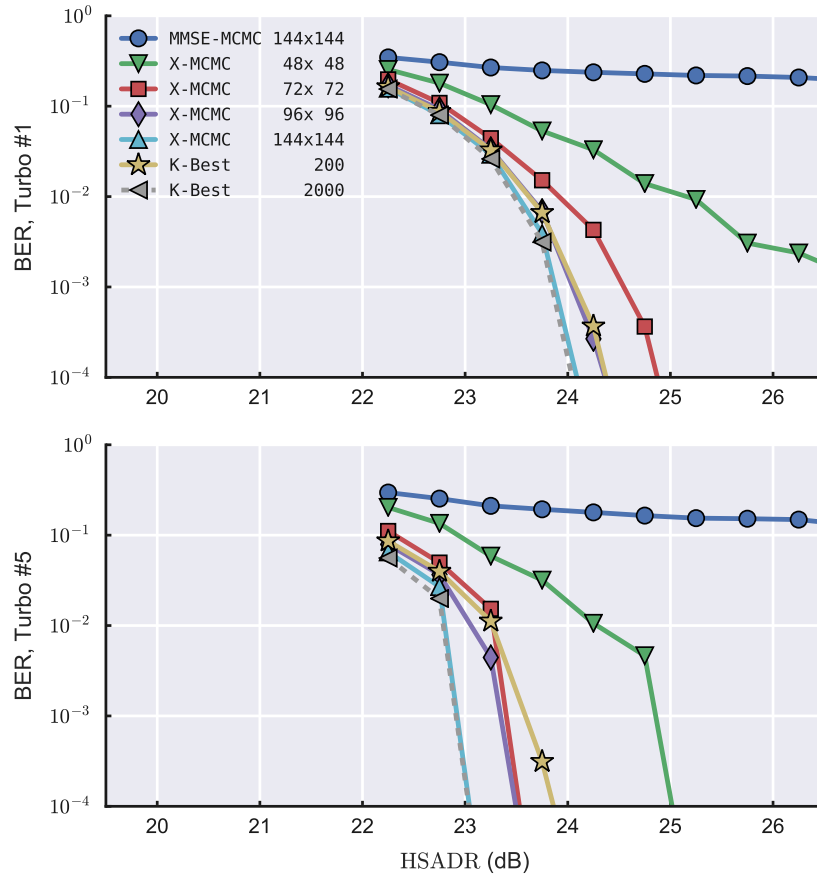 10^0
MMSE-MCMC 144x144
X-MCMC 48x 48
10^-1
X-MCMC 72x 72
X-MCMC 96x 96
X-MCMC 144x144
K-Best 200
K-Best 2000
10^-2
10^-3
10^-4
BER, Turbo #1
20 21 22 23 24 25 26
10^0
10^-1
10^-2
10^-3
10^-4
BER, Turbo #5
20 21 22 23 24 25 26
HSADR (dB)